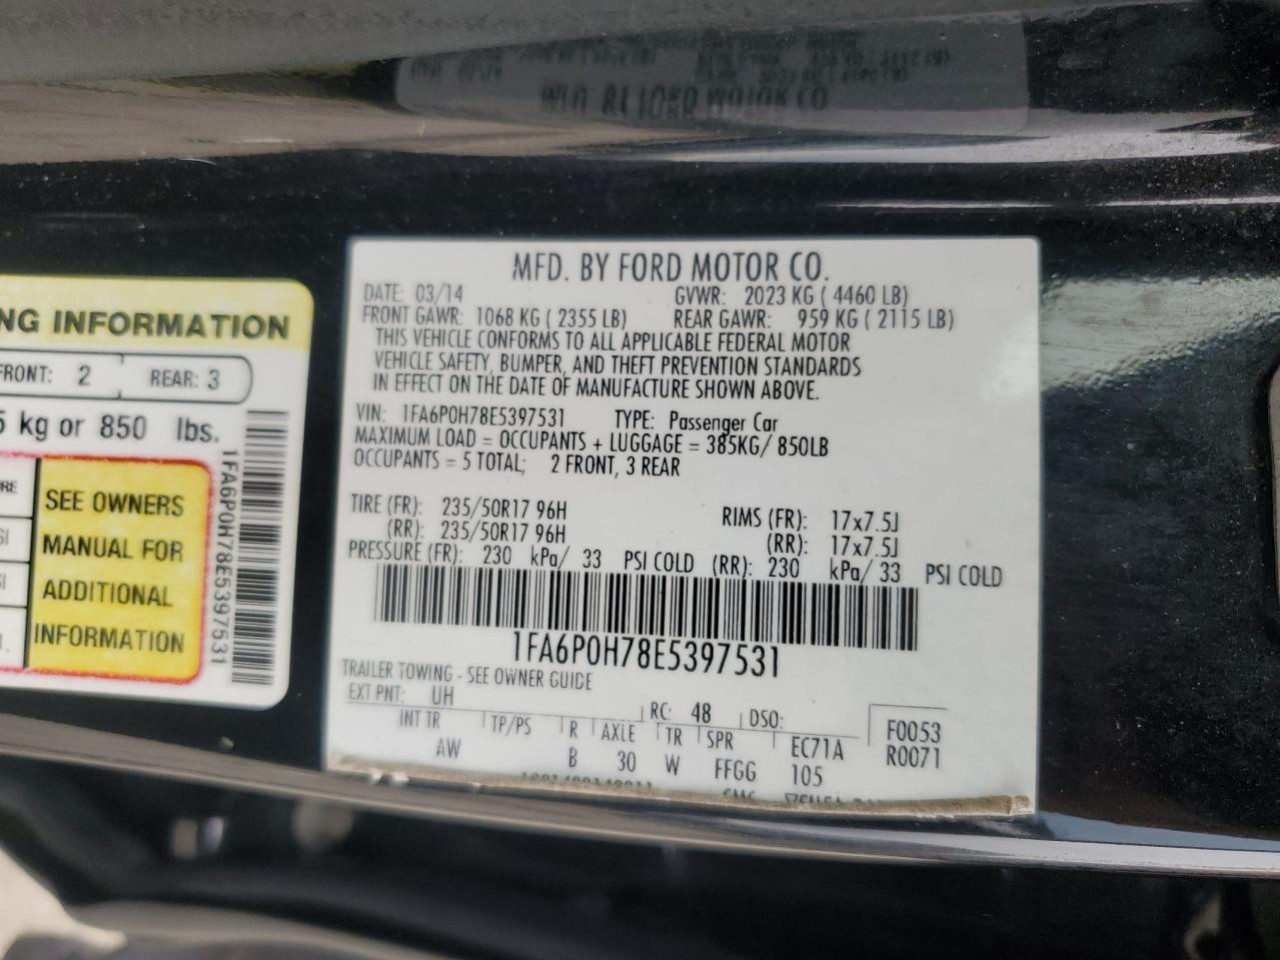 MFD. BY FORD MOTOR CO.
DATE: 03/14 GVWR: 2023 KG ( 4460 LB)
FRONT GAWR: 1068 KG ( 2355 LB) REAR GAWR: 959 KG ( 2115 LB)
THIS VEHICLE CONFORMS TO ALL APPLICABLE FEDERAL MOTOR
VEHICLE SAFETY, BUMPER, AND THEFT PREVENTION STANDARDS
IN EFFECT ON THE DATE OF MANUFACTURE SHOWN ABOVE.
VIN: 1FA6P0H78E5397531 TYPE: Passenger Car
MAXIMUM LOAD = OCCUPANTS + LUGGAGE = 385KG/ 850LB
OCCUPANTS = 5 TOTAL; 2 FRONT, 3 REAR
TIRE (FR): 235/50R17 96H RIMS (FR): 17x7.5J
(RR): 235/50R17 96H (RR): 17x7.5J
PRESSURE (FR): 230 kPa/ 33 PSI COLD (RR): 230 kPa/ 33 PSI COLD
1FA6P0H78E5397531
TRAILER TOWING - SEE OWNER GUIDE
EXT PNT: UH RC: 48 DSO:
INT TR TP/PS R AXLE TR SPR EC71A
AW B 30 W FFGG 105
F0053
R0071
NG INFORMATION
FRONT: 2 REAR: 3
5 kg or 850 lbs.
SEE OWNERS
MANUAL FOR
ADDITIONAL
INFORMATION
1FA6P0H78E5397531